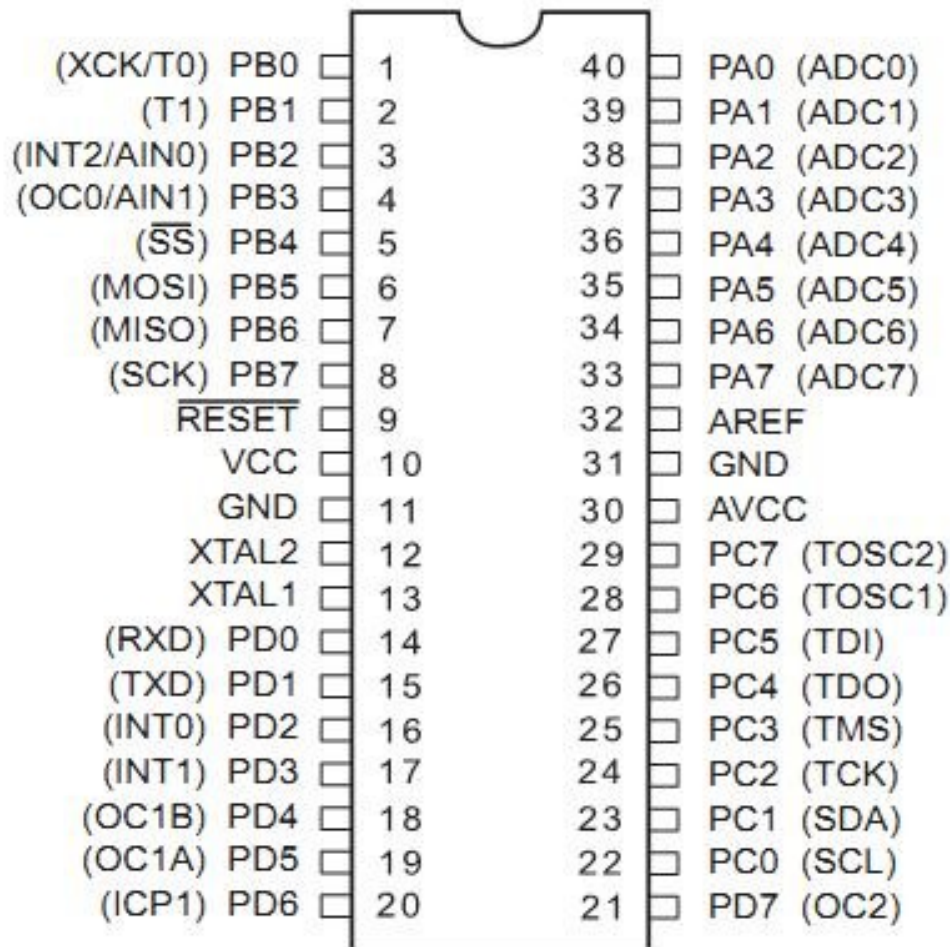 (XCK/T0) PB0 1 40 PA0 (ADC0)
(T1) PB1 2 39 PA1 (ADC1)
(INT2/AIN0) PB2 3 38 PA2 (ADC2)
(OC0/AIN1) PB3 4 37 PA3 (ADC3)
(S̅S̅) PB4 5 36 PA4 (ADC4)
(MOSI) PB5 6 35 PA5 (ADC5)
(MISO) PB6 7 34 PA6 (ADC6)
(SCK) PB7 8 33 PA7 (ADC7)
R̅E̅S̅E̅T̅ 9 32 AREF
VCC 10 31 GND
GND 11 30 AVCC
XTAL2 12 29 PC7 (TOSC2)
XTAL1 13 28 PC6 (TOSC1)
(RXD) PD0 14 27 PC5 (TDI)
(TXD) PD1 15 26 PC4 (TDO)
(INT0) PD2 16 25 PC3 (TMS)
(INT1) PD3 17 24 PC2 (TCK)
(OC1B) PD4 18 23 PC1 (SDA)
(OC1A) PD5 19 22 PC0 (SCL)
(ICP1) PD6 20 21 PD7 (OC2)